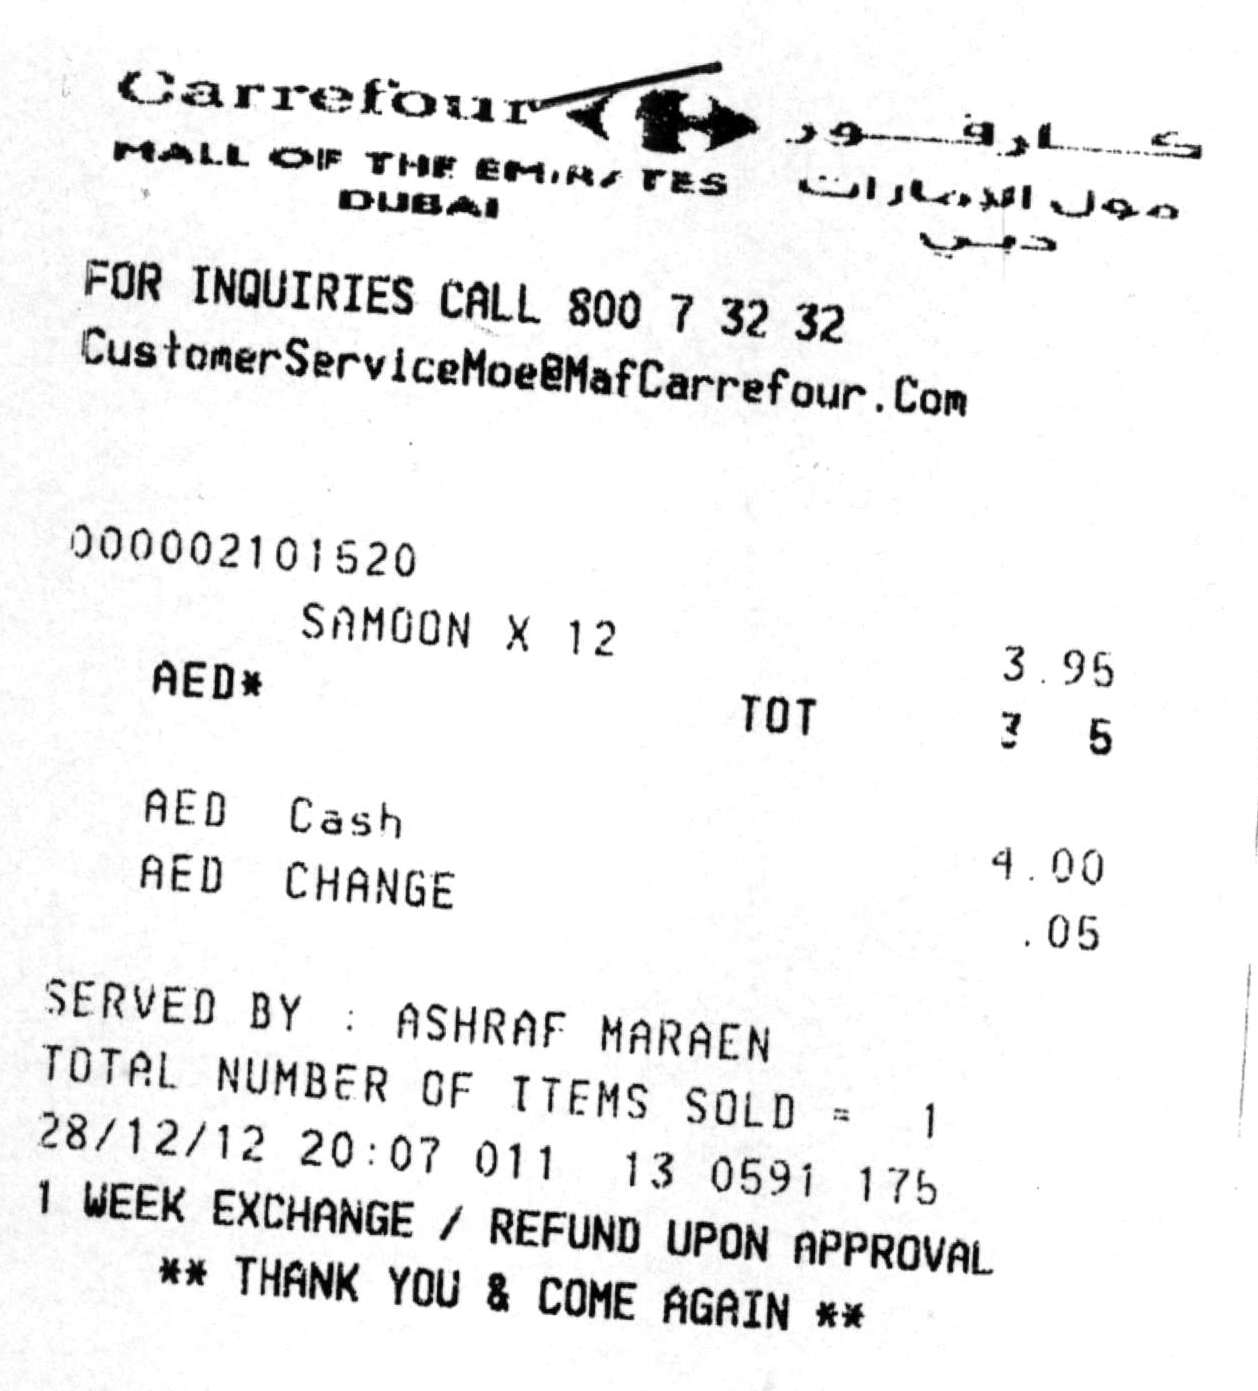 Carrefour كارفور
MALL OF THE EMIRATES مول الامارات
DUBAI دبي
FOR INQUIRIES CALL 800 7 32 32
CustomerServiceMoe@MafCarrefour.Com
000002101520
SAMOON X 12 3.95
AED* TOT 3 5
AED Cash 4.00
AED CHANGE .05
SERVED BY : ASHRAF MARAEN
TOTAL NUMBER OF ITEMS SOLD = 1
28/12/12 20:07 011 13 0591 175
1 WEEK EXCHANGE / REFUND UPON APPROVAL
** THANK YOU & COME AGAIN **